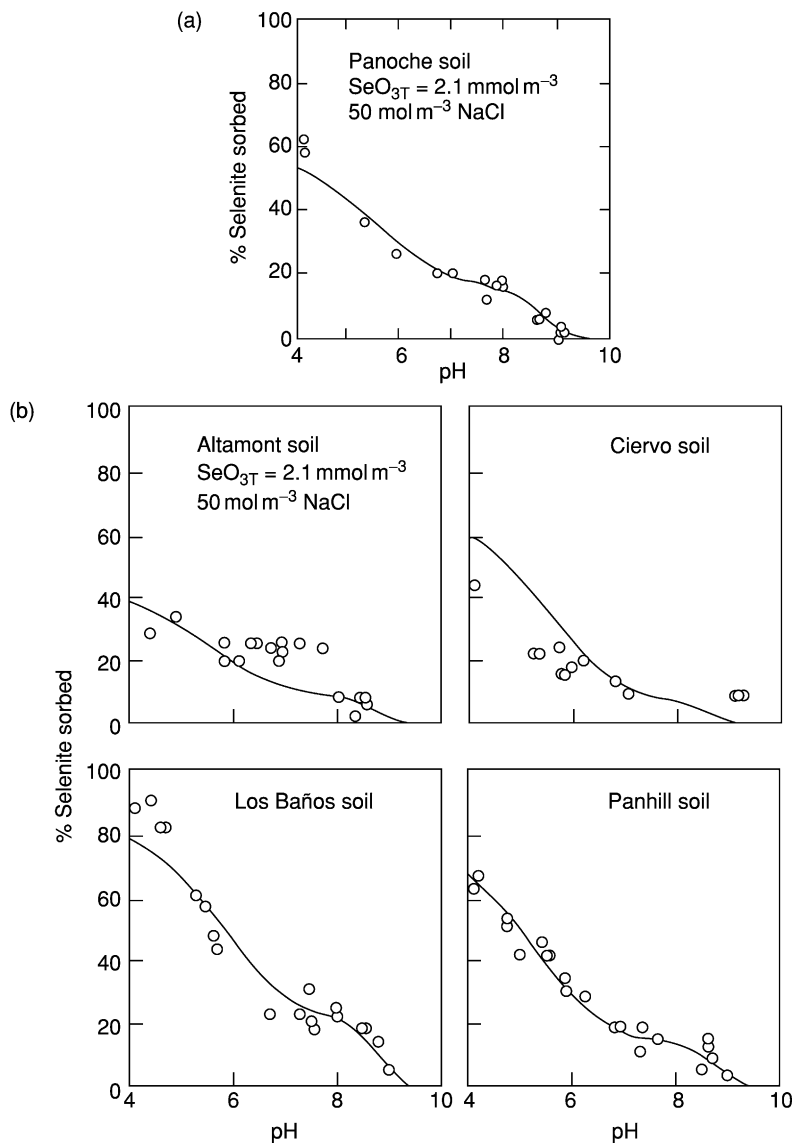 (a)
100
80
60
40
20
0
% Selenite sorbed
Panoche soil
SeO₃T = 2.1 mmol m⁻³
50 mol m⁻³ NaCl
4 6 8 10
pH
(b)
% Selenite sorbed
100
80
60
40
20
0
Altamont soil
SeO₃T = 2.1 mmol m⁻³
50 mol m⁻³ NaCl
Ciervo soil
100
80
60
40
20
0
Los Baños soil
4 6 8 10
pH
Panhill soil
4 6 8 10
pH